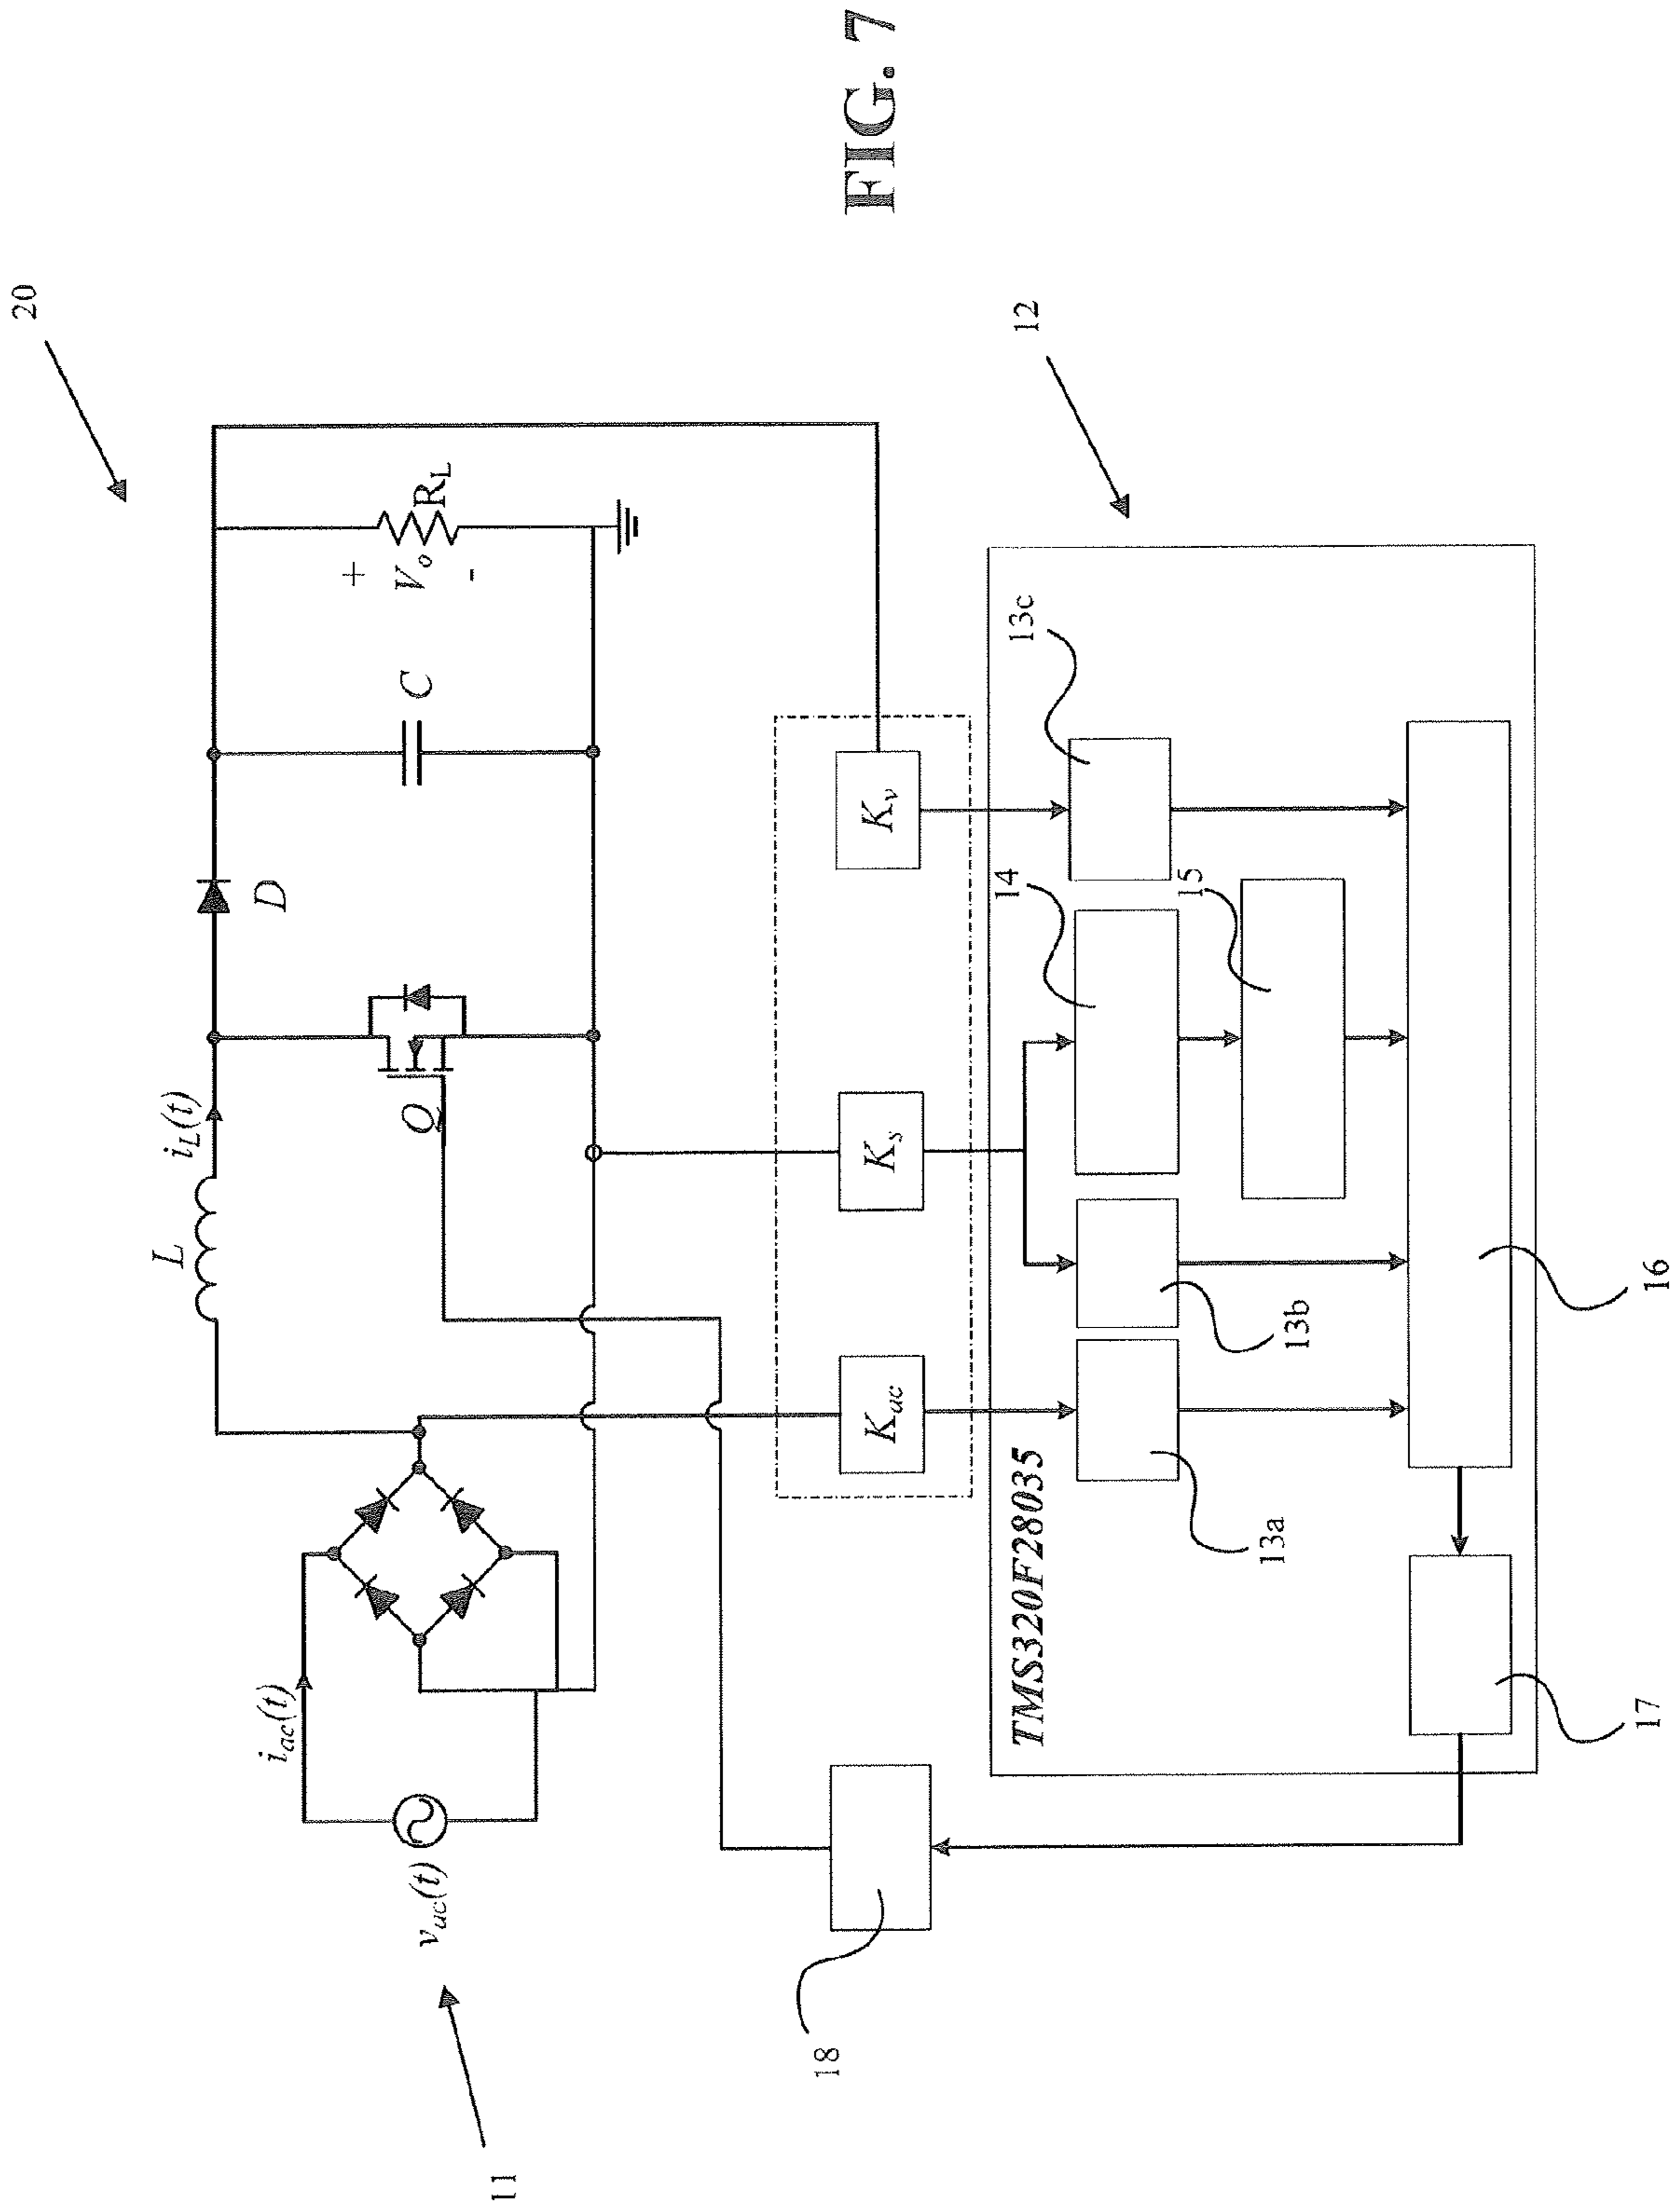 20
i_L(t)
L
D
Q
C
+
V_o
-
R_L
i_ac(t)
v_ac(t)
11
K_ac
K_s
K_v
12
TMS320F28035
13a
13b
14
15
13c
16
17
18
FIG. 7